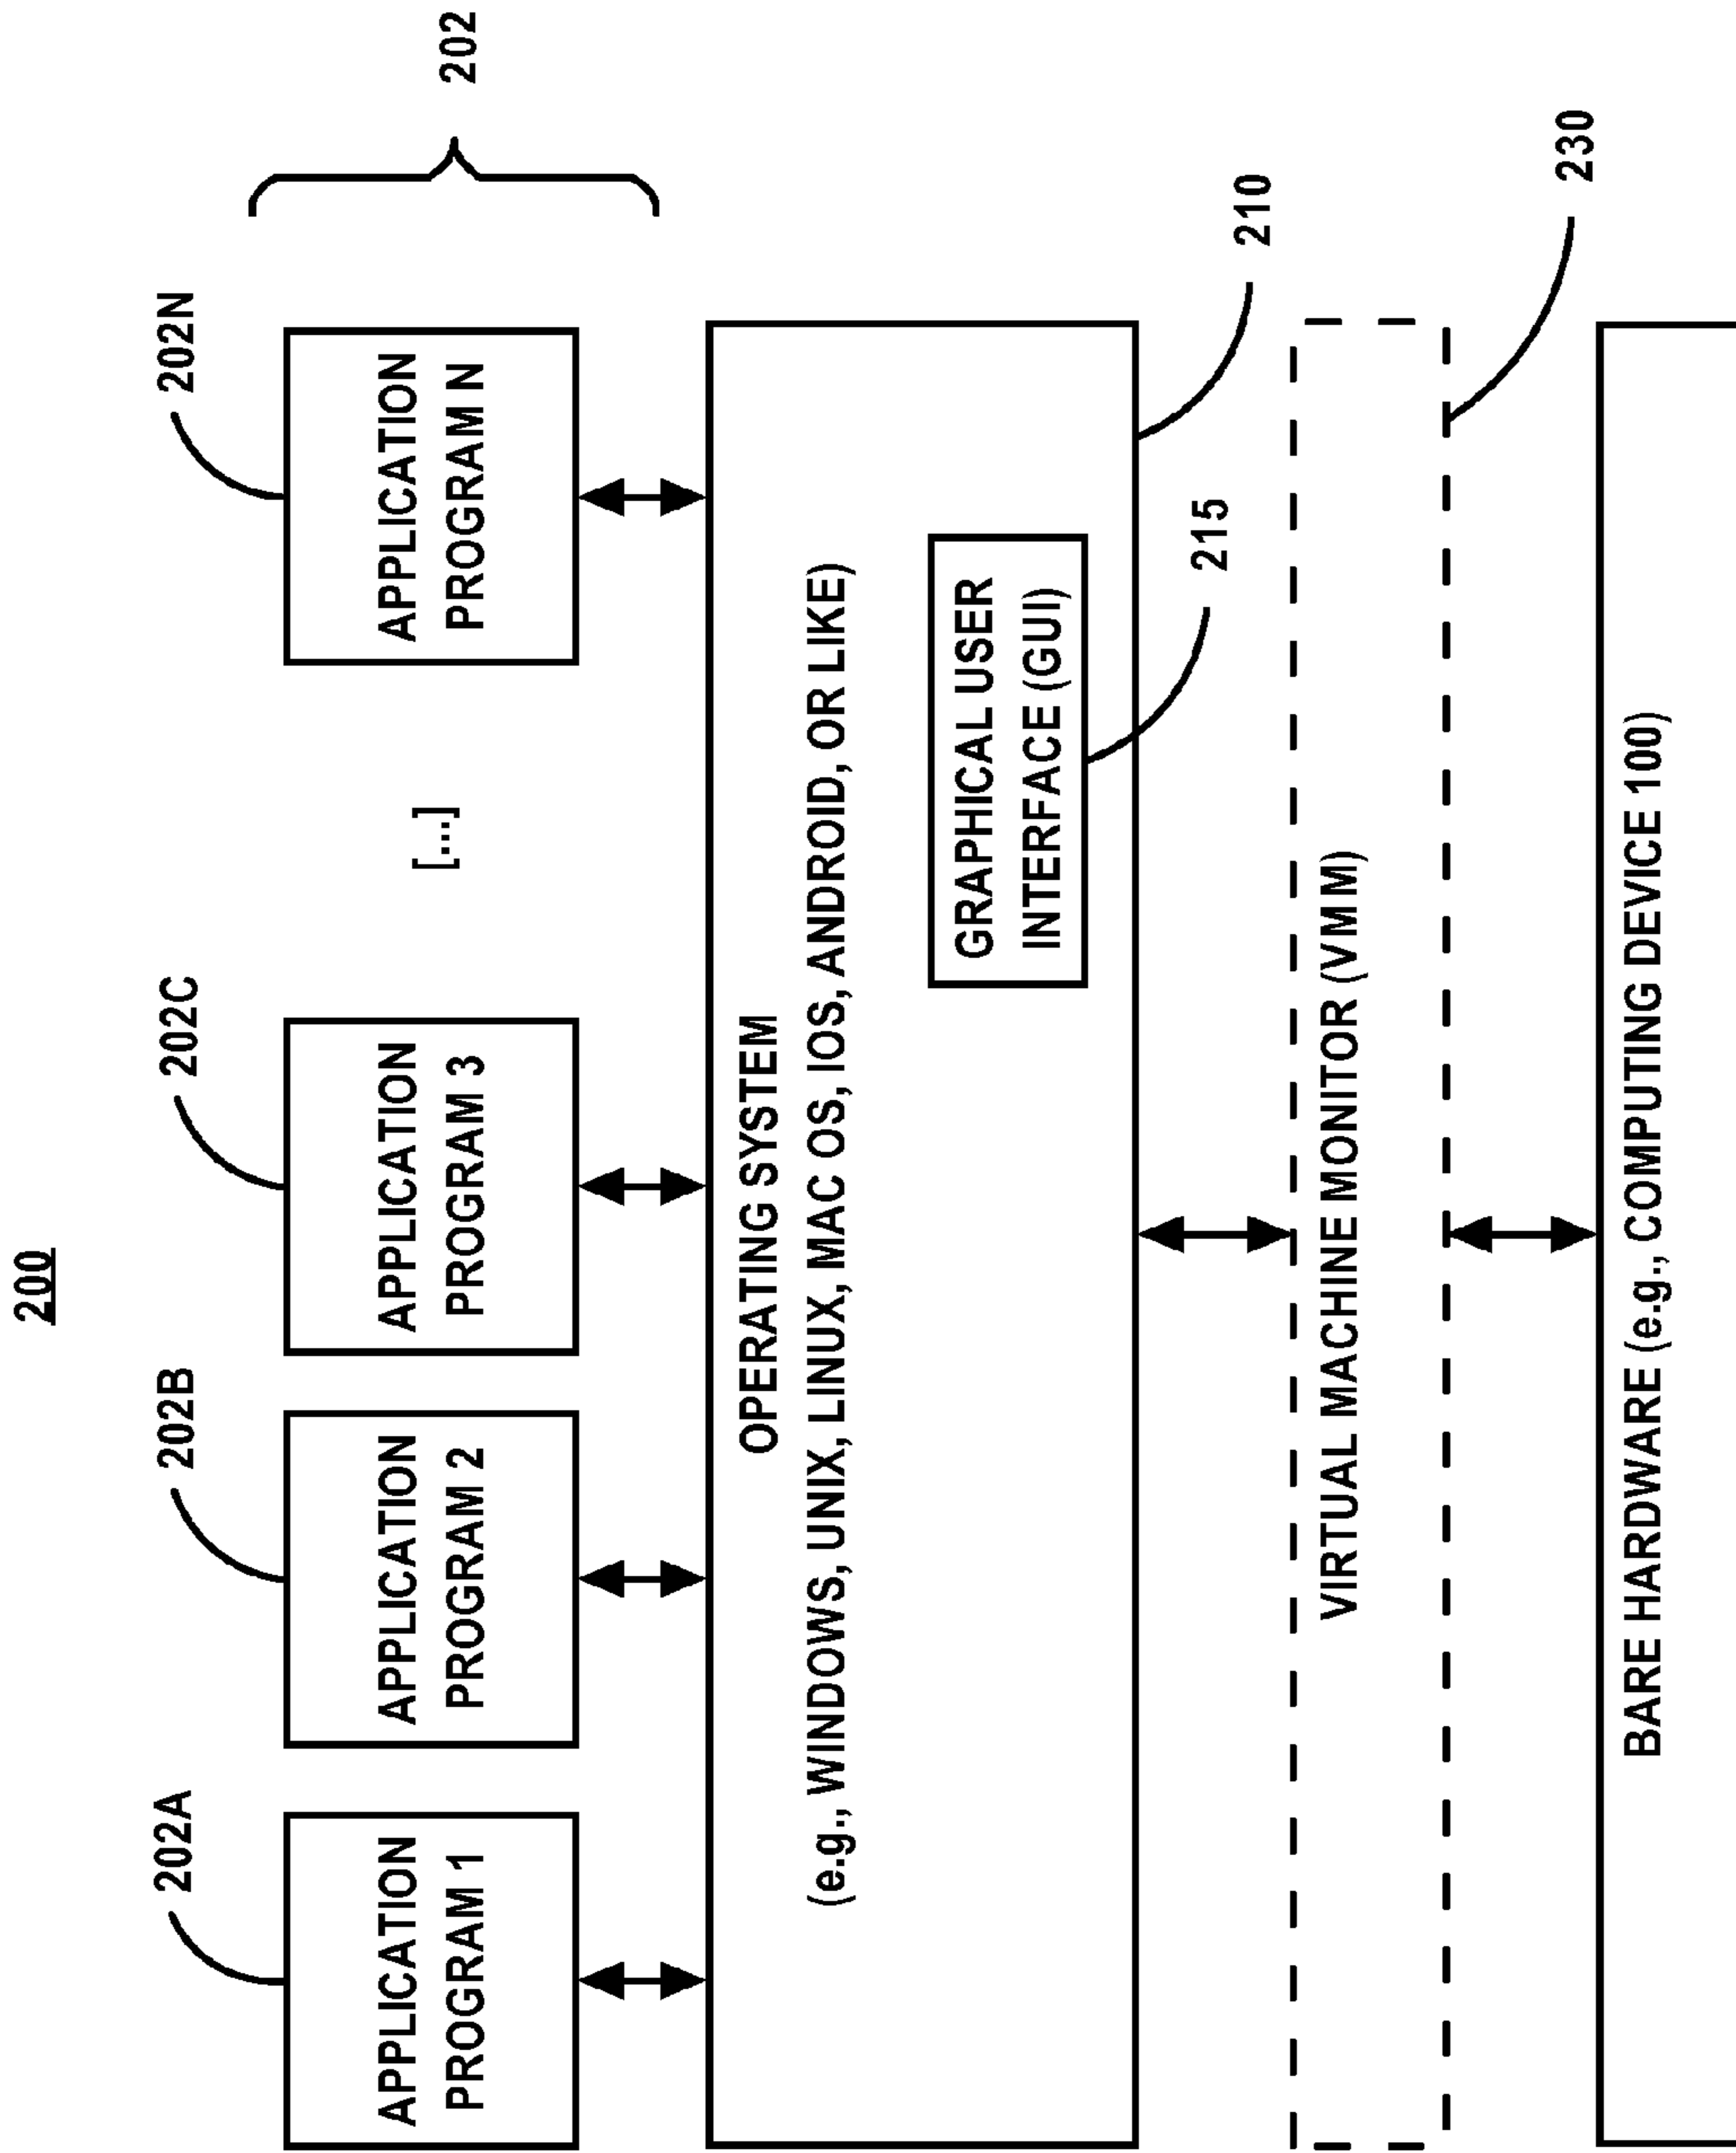 200
202A
202B
202C
202N
202
APPLICATION
PROGRAM 1
APPLICATION
PROGRAM 2
APPLICATION
PROGRAM 3
[...]
APPLICATION
PROGRAM N
OPERATING SYSTEM
(e.g., WINDOWS, UNIX, LINUX, MAC OS, IOS, ANDROID, OR LIKE)
GRAPHICAL USER
INTERFACE (GUI)
215
210
VIRTUAL MACHINE MONITOR (VMM)
230
BARE HARDWARE (e.g., COMPUTING DEVICE 100)